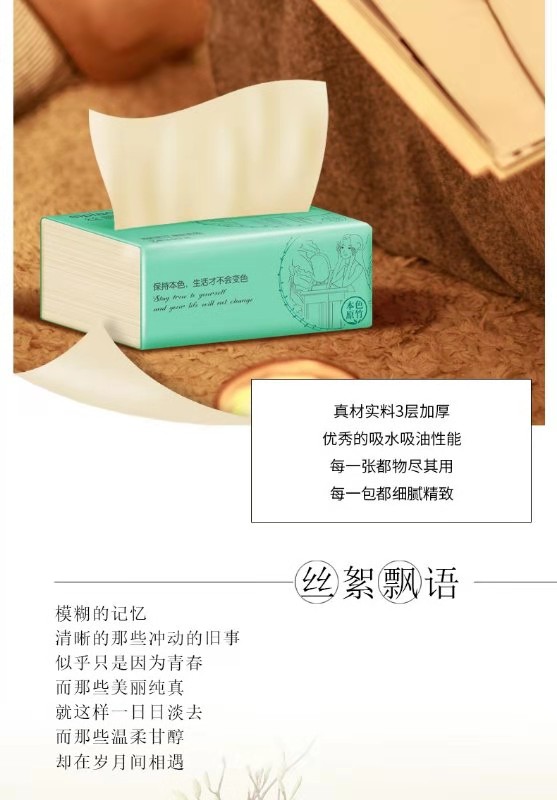 保持本色，生活才不会变色
Stay true to yourself
and your life will not change
本色
原竹
真材实料3层加厚
优秀的吸水吸油性能
每一张都物尽其用
每一包都细腻精致
丝絮飘语
模糊的记忆
清晰的那些冲动的旧事
似乎只是因为青春
而那些美丽纯真
就这样一日日淡去
而那些温柔甘醇
却在岁月间相遇